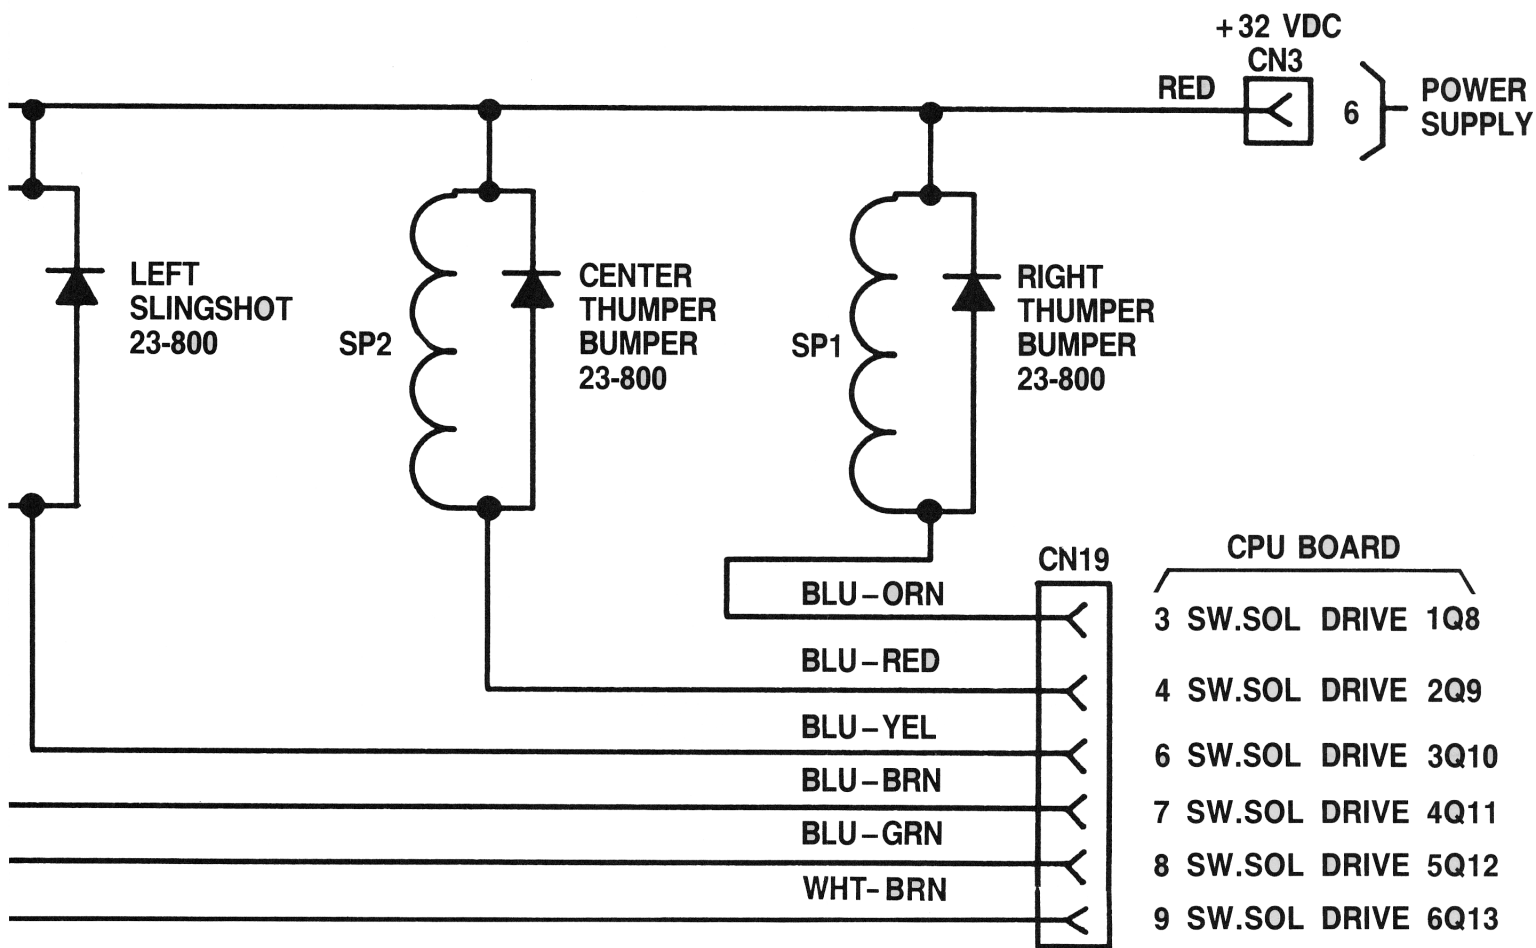 +32 VDC
CN3
RED
6
POWER
SUPPLY
LEFT
SLINGSHOT
23-800
SP2
CENTER
THUMPER
BUMPER
23-800
SP1
RIGHT
THUMPER
BUMPER
23-800
CN19
CPU BOARD
BLU-ORN
3 SW.SOL DRIVE 1Q8
BLU-RED
4 SW.SOL DRIVE 2Q9
BLU-YEL
6 SW.SOL DRIVE 3Q10
BLU-BRN
7 SW.SOL DRIVE 4Q11
BLU-GRN
8 SW.SOL DRIVE 5Q12
WHT-BRN
9 SW.SOL DRIVE 6Q13